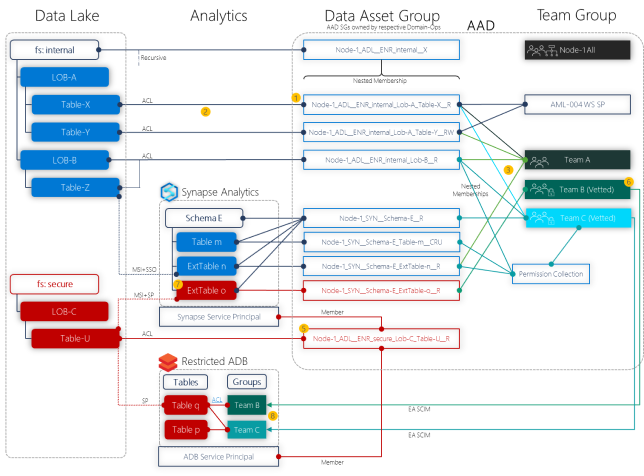 Data Lake
Analytics
Data Asset Group
AAD SGs owned by respective Domain-Ops
AAD
Team Group
fs: internal
Recursive
Node-1_ADL__ENR_internal__X
Node-1All
Nested Membership
LOB-A
Table-X
ACL
1
2
Node-1_ADL__ENR_internal_Lob-A_Table-X__R
AML-004 WS SP
Table-Y
ACL
Node-1_ADL__ENR_internal_Lob-A_Table-Y__RW
LOB-B
ACL
Node-1_ADL__ENR_internal_Lob-B__R
3
Team A
Table-Z
Nested
Memberships
6
Team B (Vetted)
Synapse Analytics
Schema E
Node-1_SYN__Schema-E__R
Team C (Vetted)
Table m
Node-1_SYN__Schema-E_Table-m__CRU
MSI+SSO
ExtTable n
Node-1_SYN__Schema-E_ExtTable-n__R
Permission Collection
fs: secure
7
ExtTable o
Node-1_SYN__Schema-E_ExtTable-o__R
MSI+SP
LOB-C
Synapse Service Principal
Member
Table-U
ACL
5
Node-1_ADL__ENR_secure_Lob-C_Table-U__R
Restricted ADB
Tables
Groups
SP
Table q
ACL
Team B
EA SCIM
8
Table p
Team C
EA SCIM
ADB Service Principal
Member